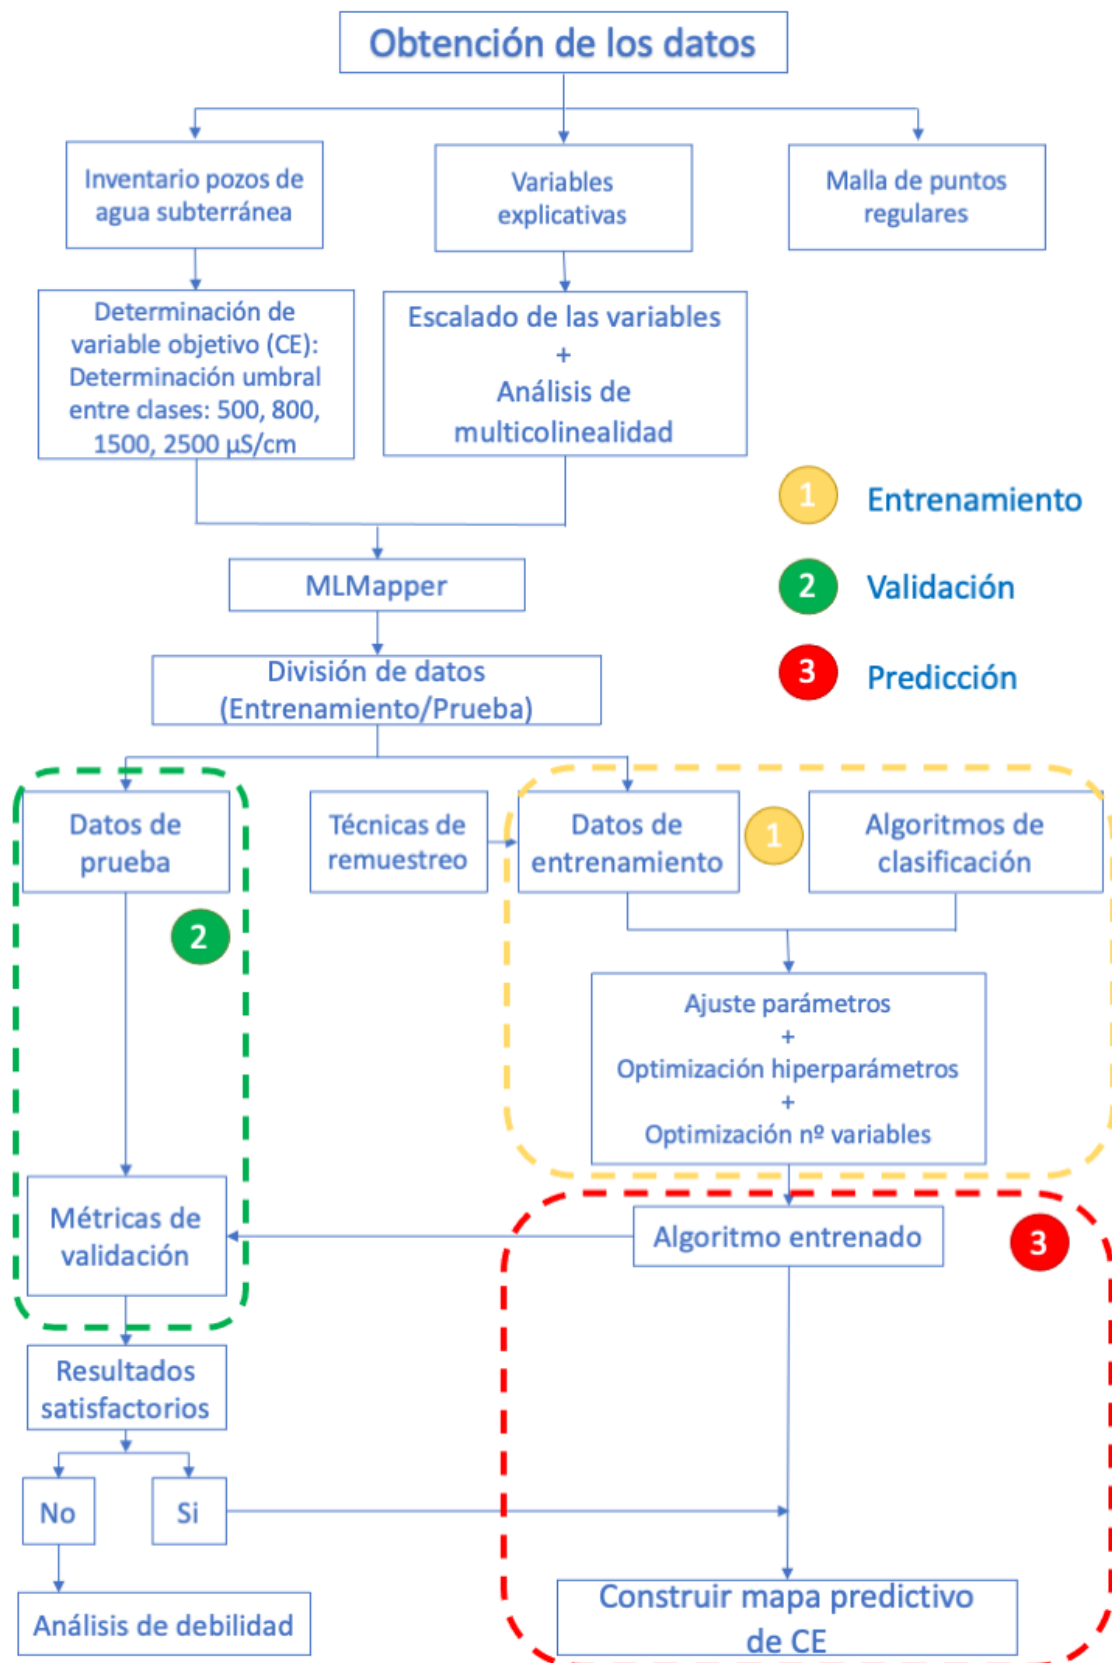 Obtención de los datos
Inventario pozos de
agua subterránea
Variables
explicativas
Malla de puntos
regulares
Determinación de
variable objetivo (CE):
Determinación umbral
entre clases: 500, 800,
1500, 2500 µS/cm
Escalado de las variables
+
Análisis de
multicolinealidad
1 Entrenamiento
2 Validación
3 Predicción
MLMapper
División de datos
(Entrenamiento/Prueba)
Datos de
prueba
Técnicas de
remuestreo
Datos de
entrenamiento
1
Algoritmos de
clasificación
2
Ajuste parámetros
+
Optimización hiperparámetros
+
Optimización nº variables
Métricas de
validación
Algoritmo entrenado
3
Resultados
satisfactorios
No
Si
Análisis de debilidad
Construir mapa predictivo
de CE